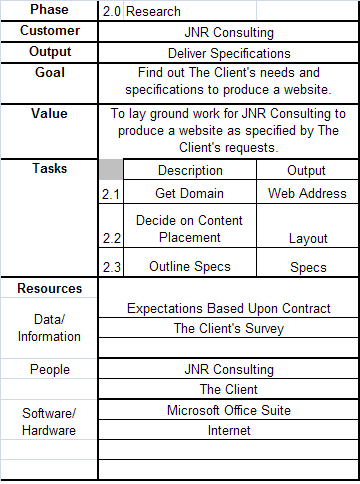 Phase 2.0 Research
Customer JNR Consulting
Output Deliver Specifications
Goal Find out The Client's needs and
specifications to produce a website.
Value To lay ground work for JNR Consulting to
produce a website as specified by The
Client's requests.
Tasks Description Output
2.1 Get Domain Web Address
Decide on Content
2.2 Placement Layout
2.3 Outline Specs Specs
Resources
Data/
Information
Expectations Based Upon Contract
The Client's Survey
People JNR Consulting
The Client
Software/
Hardware
Microsoft Office Suite
Internet